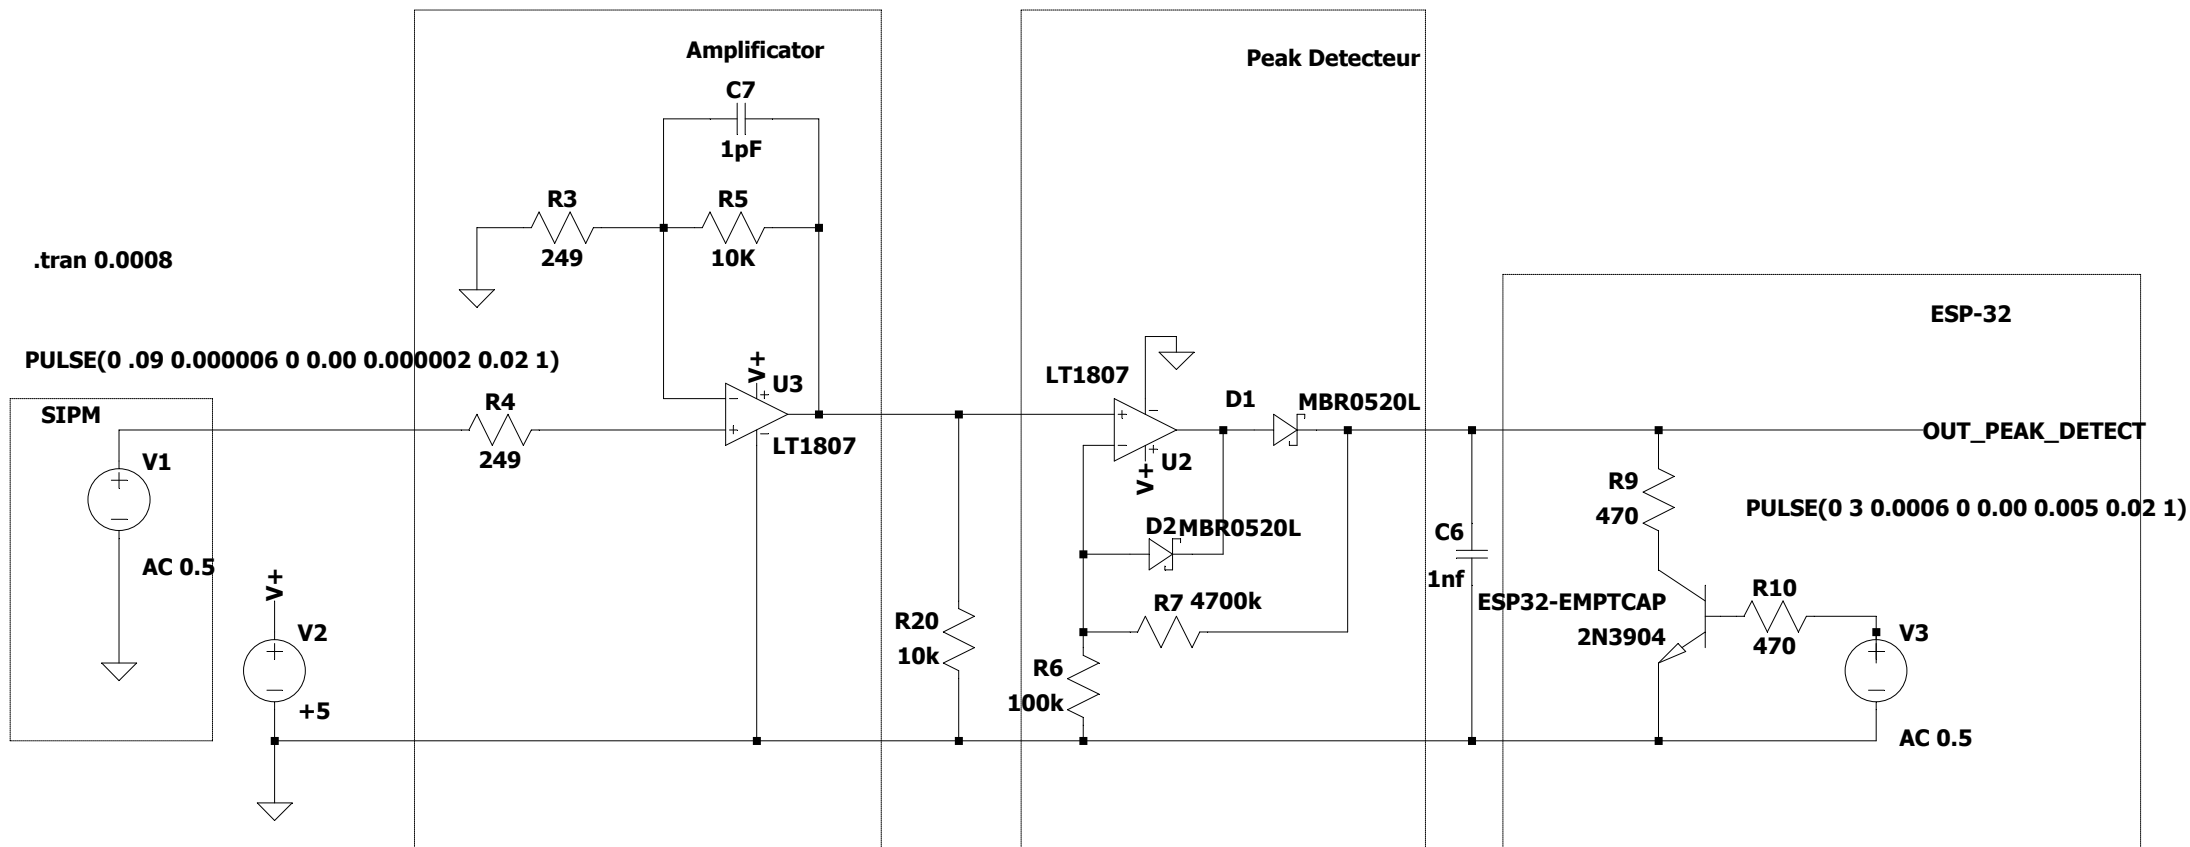 Amplificator
Peak Detecteur
C7
1pF
R3
249
R5
10K
.tran 0.0008
ESP-32
PULSE(0 .09 0.000006 0 0.00 0.000002 0.02 1)
V+
U3
LT1807
SIPM
R4
249
LT1807
D1
MBR0520L
OUT_PEAK_DETECT
V1
U2
V+
R9
470
PULSE(0 3 0.0006 0 0.00 0.005 0.02 1)
D2
MBR0520L
C6
1nf
AC 0.5
V+
R7
4700k
ESP32-EMPTCAP
2N3904
R10
470
R20
10k
V2
+5
V3
R6
100k
AC 0.5